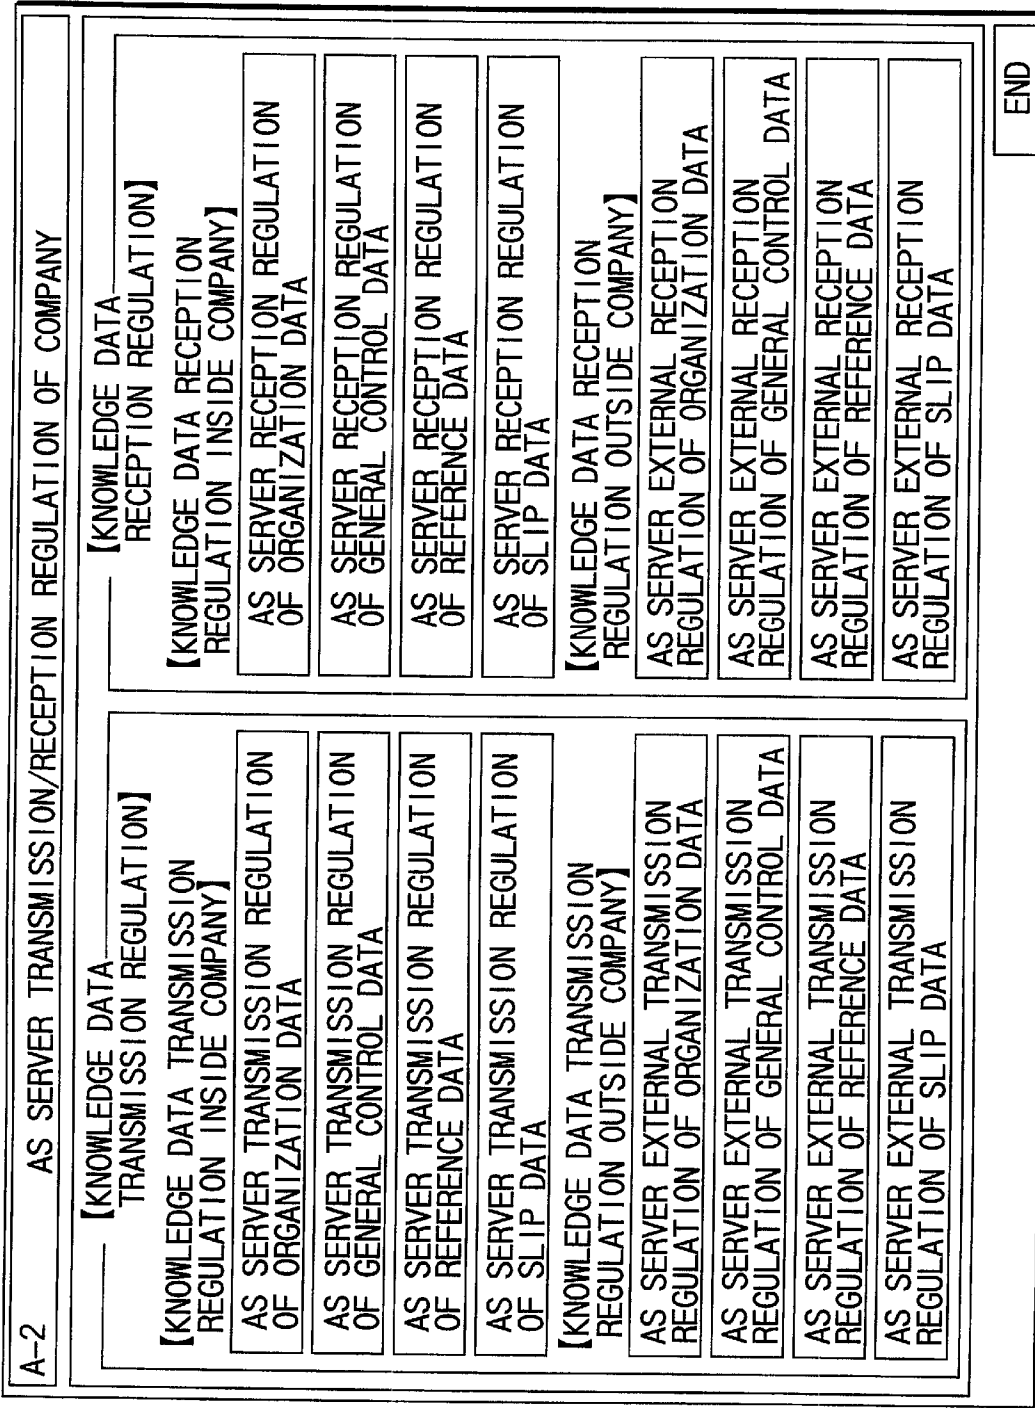 A-2
AS SERVER TRANSMISSION/RECEPTION REGULATION OF COMPANY
【KNOWLEDGE DATA
TRANSMISSION REGULATION】
【KNOWLEDGE DATA TRANSMISSION
REGULATION INSIDE COMPANY】
AS SERVER TRANSMISSION REGULATION
OF ORGANIZATION DATA
AS SERVER TRANSMISSION REGULATION
OF GENERAL CONTROL DATA
AS SERVER TRANSMISSION REGULATION
OF REFERENCE DATA
AS SERVER TRANSMISSION REGULATION
OF SLIP DATA
【KNOWLEDGE DATA TRANSMISSION
REGULATION OUTSIDE COMPANY】
AS SERVER EXTERNAL TRANSMISSION
REGULATION OF ORGANIZATION DATA
AS SERVER EXTERNAL TRANSMISSION
REGULATION OF GENERAL CONTROL DATA
AS SERVER EXTERNAL TRANSMISSION
REGULATION OF REFERENCE DATA
AS SERVER EXTERNAL TRANSMISSION
REGULATION OF SLIP DATA
【KNOWLEDGE DATA
RECEPTION REGULATION】
【KNOWLEDGE DATA RECEPTION
REGULATION INSIDE COMPANY】
AS SERVER RECEPTION REGULATION
OF ORGANIZATION DATA
AS SERVER RECEPTION REGULATION
OF GENERAL CONTROL DATA
AS SERVER RECEPTION REGULATION
OF REFERENCE DATA
AS SERVER RECEPTION REGULATION
OF SLIP DATA
【KNOWLEDGE DATA RECEPTION
REGULATION OUTSIDE COMPANY】
AS SERVER EXTERNAL RECEPTION
REGULATION OF ORGANIZATION DATA
AS SERVER EXTERNAL RECEPTION
REGULATION OF GENERAL CONTROL DATA
AS SERVER EXTERNAL RECEPTION
REGULATION OF REFERENCE DATA
AS SERVER EXTERNAL RECEPTION
REGULATION OF SLIP DATA
END